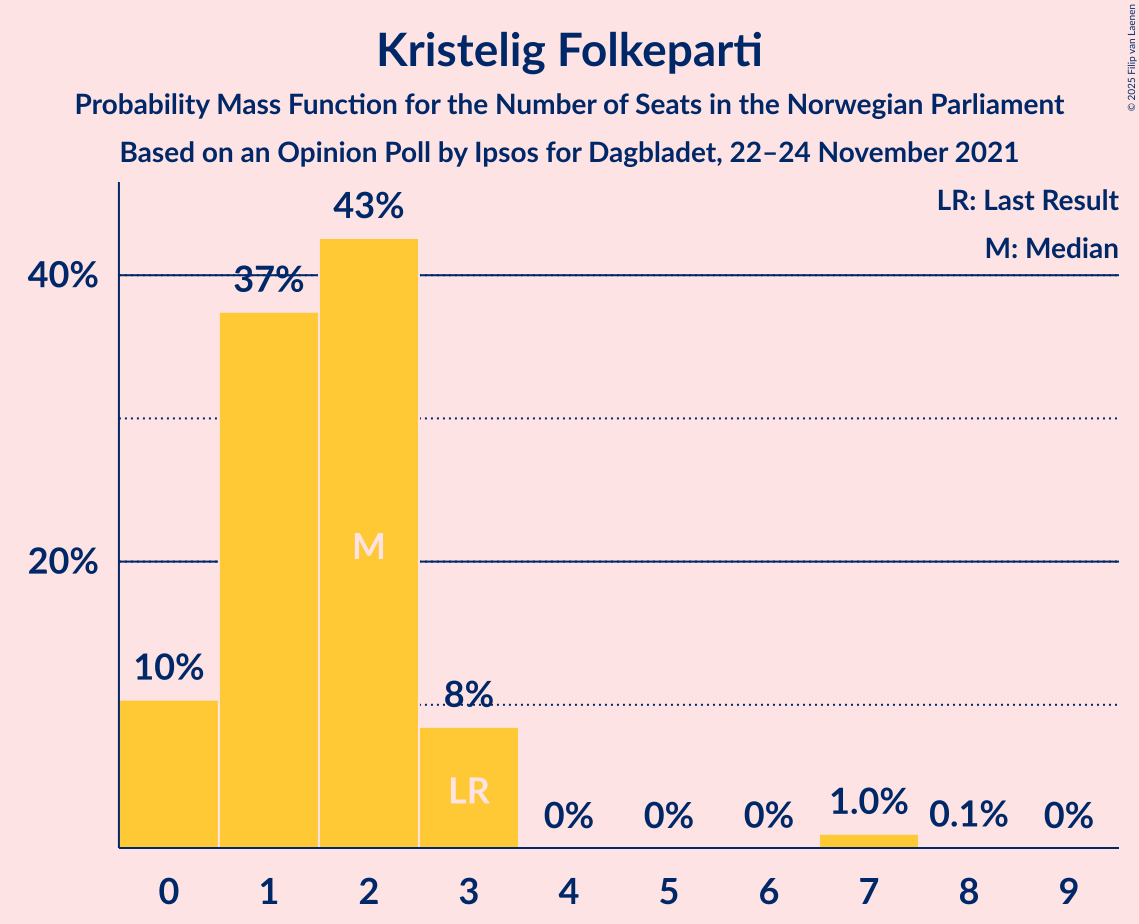 Kristelig Folkeparti
Probability Mass Function for the Number of Seats in the Norwegian Parliament
Based on an Opinion Poll by Ipsos for Dagbladet, 22–24 November 2021
© 2025 Filip van Laenen
LR: Last Result
M: Median
43%
40%
37%
M
20%
10%
8%
LR
0%
0%
0%
1.0%
0.1%
0%
0 1 2 3 4 5 6 7 8 9